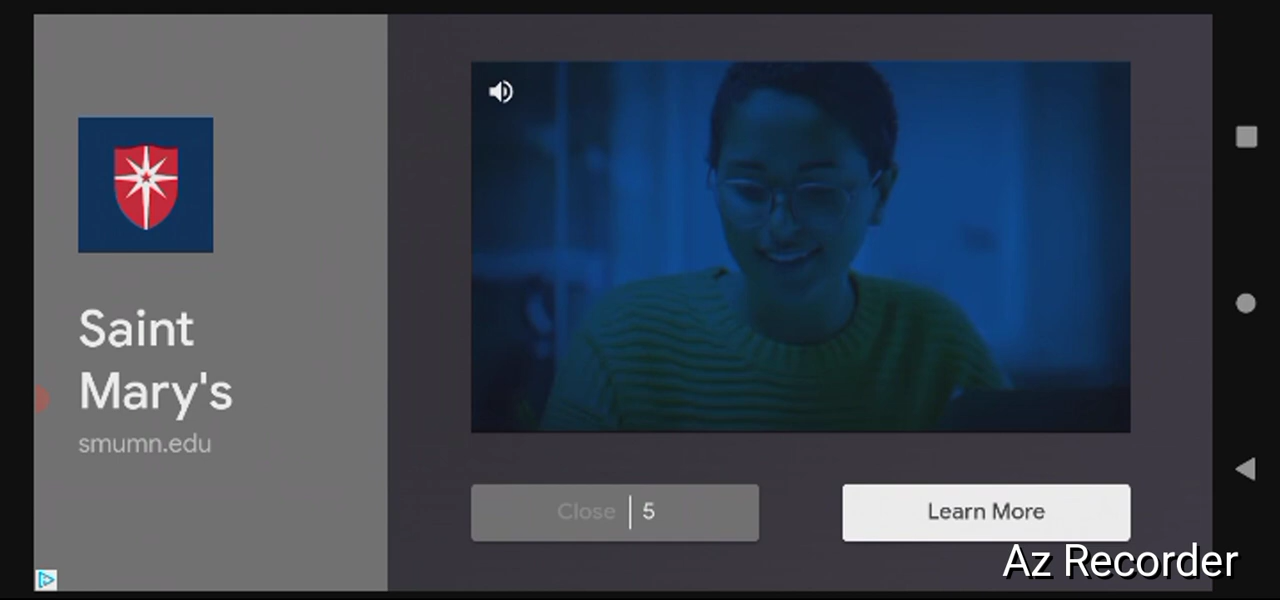 Saint
Mary's
smumn.edu
Close | 5
Learn More
Az Recorder